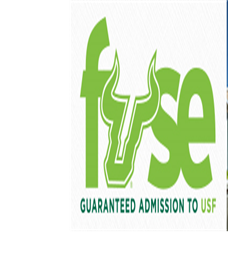 fuse
GUARANTEED ADMISSION TO USF